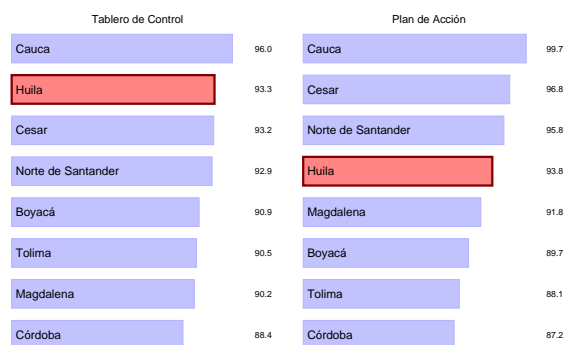 Tablero de Control
Cauca 96.0
Huila 93.3
Cesar 93.2
Norte de Santander 92.9
Boyacá 90.9
Tolima 90.5
Magdalena 90.2
Córdoba 88.4
Plan de Acción
Cauca 99.7
Cesar 96.8
Norte de Santander 95.8
Huila 93.8
Magdalena 91.8
Boyacá 89.7
Tolima 88.1
Córdoba 87.2